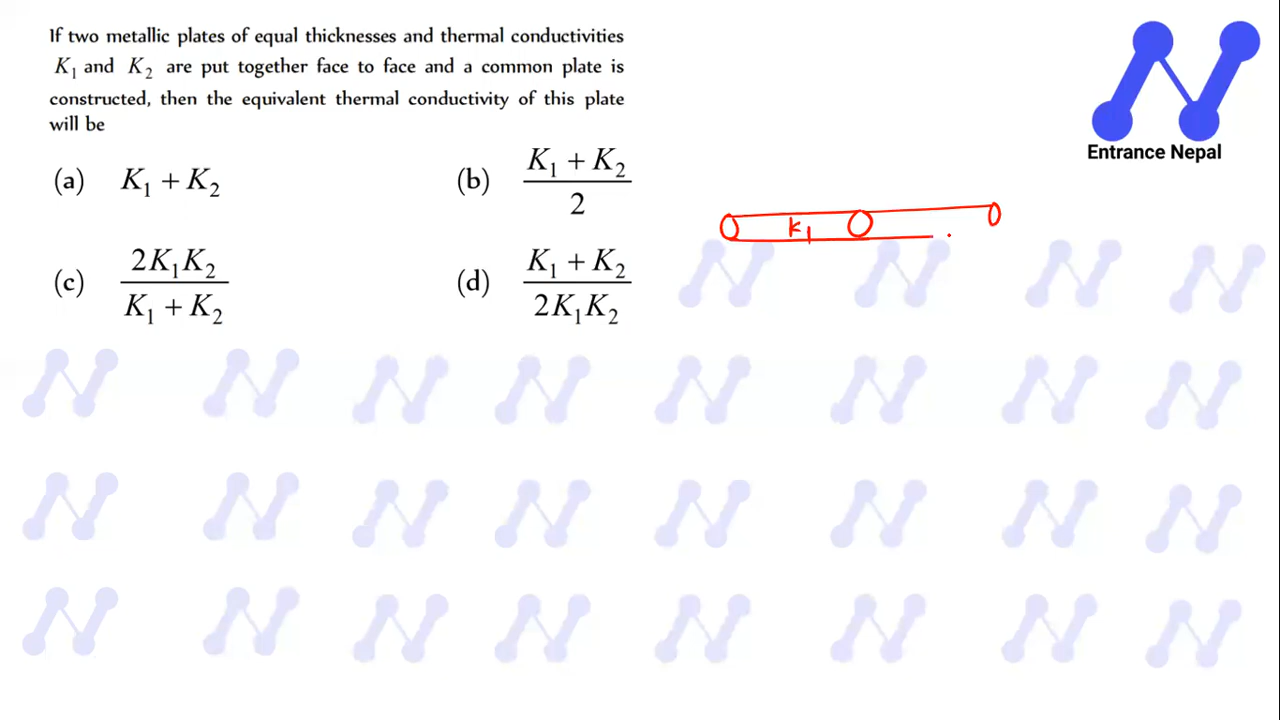 If two metallic plates of equal thicknesses and thermal conductivities
K₁ and K₂ are put together face to face and a common plate is
constructed, then the equivalent thermal conductivity of this plate
will be
(a) K₁ + K₂
(b) (K₁ + K₂)/2
(c) 2K₁K₂/(K₁ + K₂)
(d) (K₁ + K₂)/2K₁K₂
K₁
Entrance Nepal